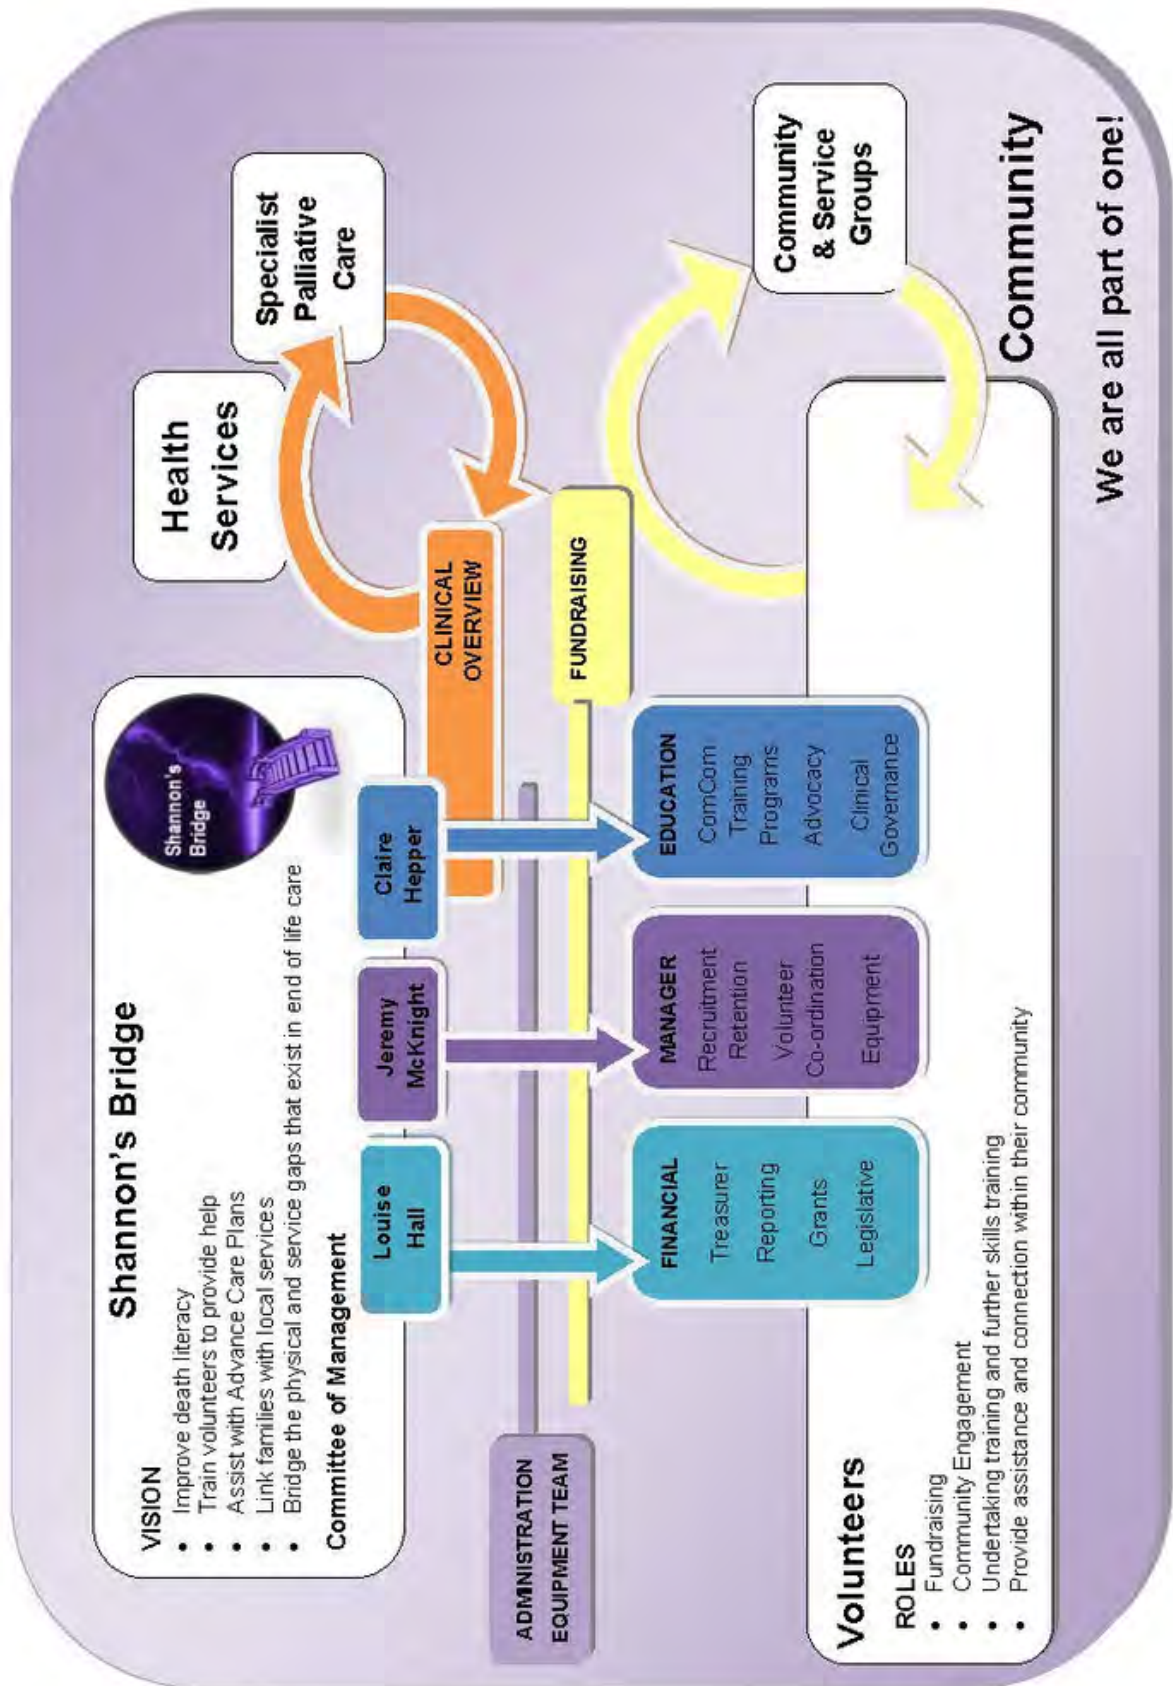 Shannon's Bridge
VISION
• Improve death literacy
• Train volunteers to provide help
• Assist with Advance Care Plans
• Link families with local services
• Bridge the physical and service gaps that exist in end of life care
Committee of Management
Shannon's
Bridge
Louise
Hall
Jeremy
McKnight
Claire
Hepper
Health
Services
Specialist
Palliative
Care
CLINICAL
OVERVIEW
ADMINISTRATION
EQUIPMENT TEAM
FUNDRAISING
FINANCIAL
Treasurer
Reporting
Grants
Legislative
MANAGER
Recruitment
Retention
Volunteer
Co-ordination
Equipment
EDUCATION
ComCom
Training
Programs
Advocacy
Clinical
Governance
Community
& Service
Groups
Volunteers
ROLES
• Fundraising
• Community Engagement
• Undertaking training and further skills training
• Provide assistance and connection within their community
Community
We are all part of one!